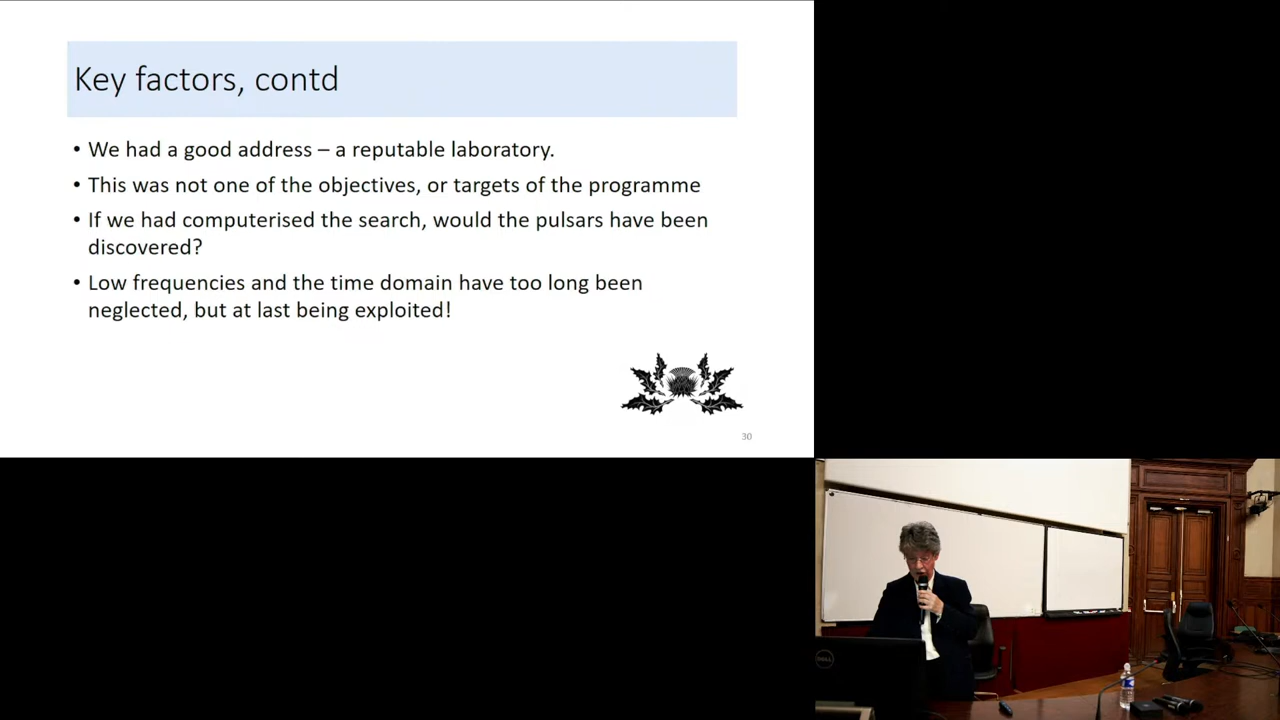 Key factors, contd
• We had a good address – a reputable laboratory.
• This was not one of the objectives, or targets of the programme
• If we had computerised the search, would the pulsars have been
discovered?
• Low frequencies and the time domain have too long been
neglected, but at last being exploited!
30
DELL